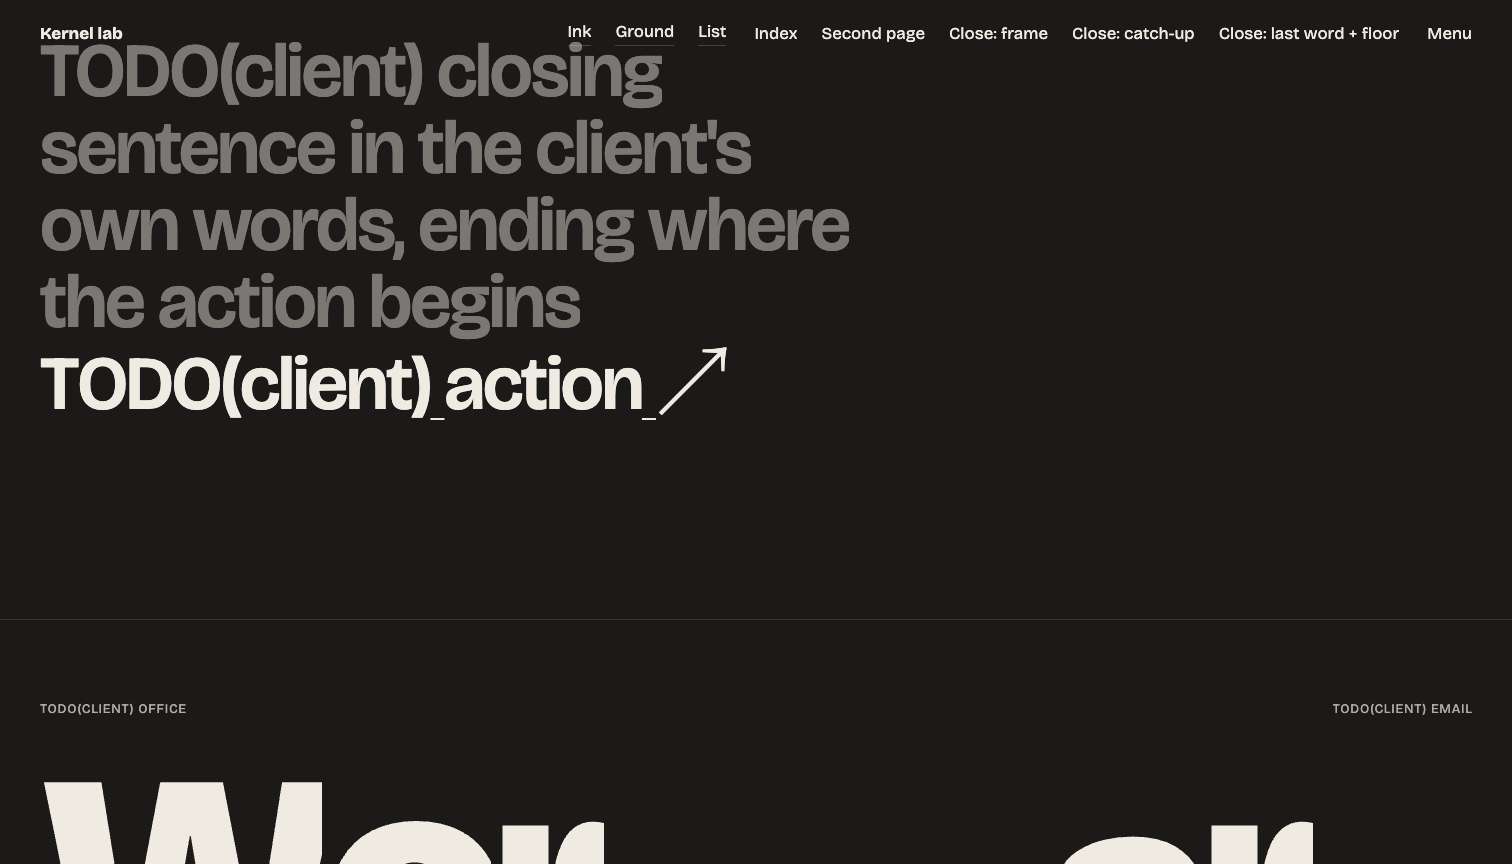 Kernel lab
Ink Ground List Index Second page Close: frame Close: catch-up Close: last word + floor Menu
TODO(client) closing
sentence in the client's
own words, ending where
the action begins
TODO(client) action ↗
TODO(CLIENT) OFFICE
TODO(CLIENT) EMAIL